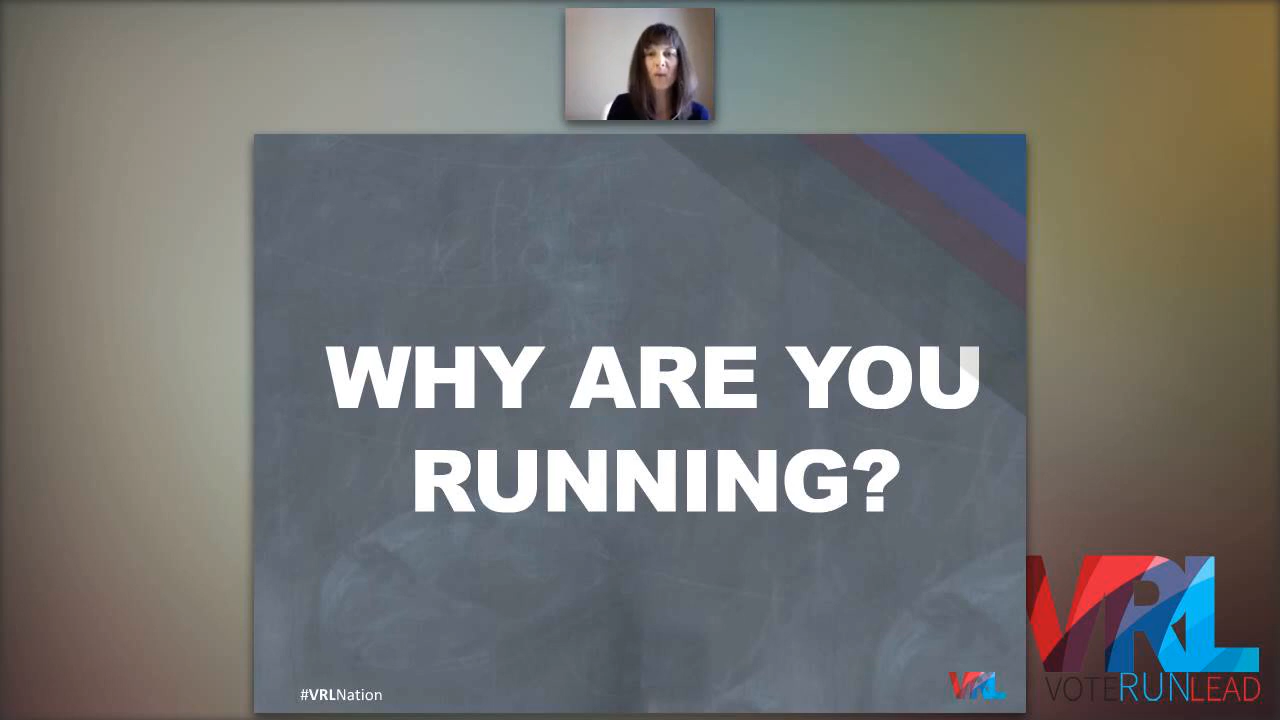 WHY ARE YOU
RUNNING?
#VRLNation
VRL
VRL
VOTERUNLEAD